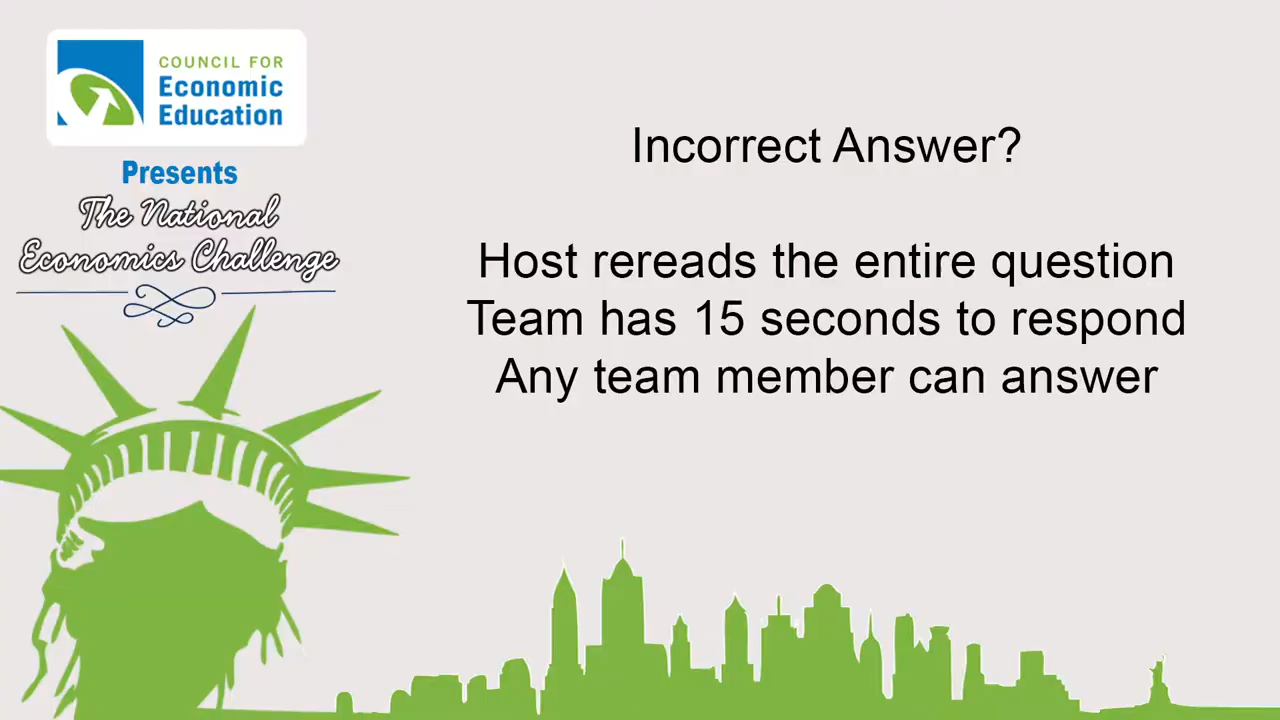 COUNCIL FOR
Economic
Education
Presents
The National
Economics Challenge
Incorrect Answer?
Host rereads the entire question
Team has 15 seconds to respond
Any team member can answer